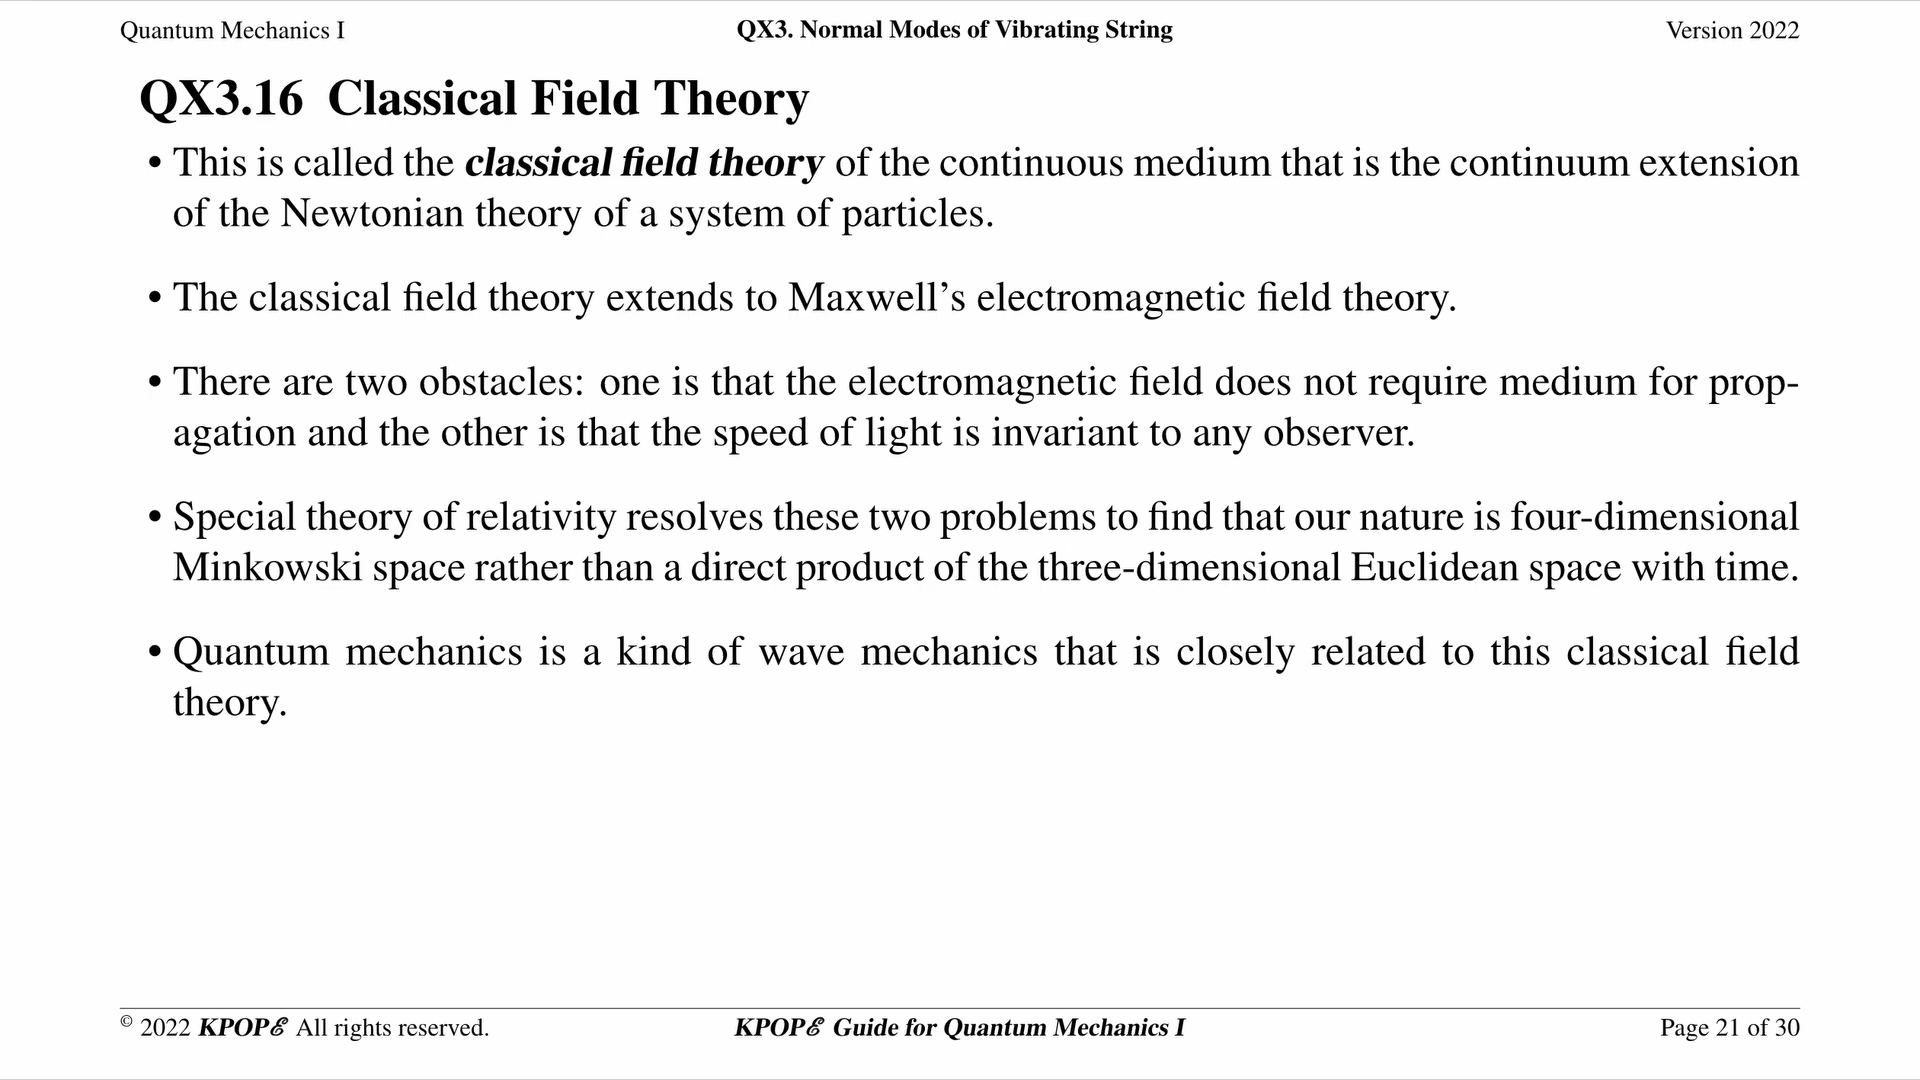 Quantum Mechanics I
QX3. Normal Modes of Vibrating String
Version 2022
QX3.16 Classical Field Theory
• This is called the classical field theory of the continuous medium that is the continuum extension
of the Newtonian theory of a system of particles.
• The classical field theory extends to Maxwell's electromagnetic field theory.
• There are two obstacles: one is that the electromagnetic field does not require medium for prop-
agation and the other is that the speed of light is invariant to any observer.
• Special theory of relativity resolves these two problems to find that our nature is four-dimensional
Minkowski space rather than a direct product of the three-dimensional Euclidean space with time.
• Quantum mechanics is a kind of wave mechanics that is closely related to this classical field
theory.
© 2022 KPOPℰ All rights reserved.
KPOPℰ Guide for Quantum Mechanics I
Page 21 of 30